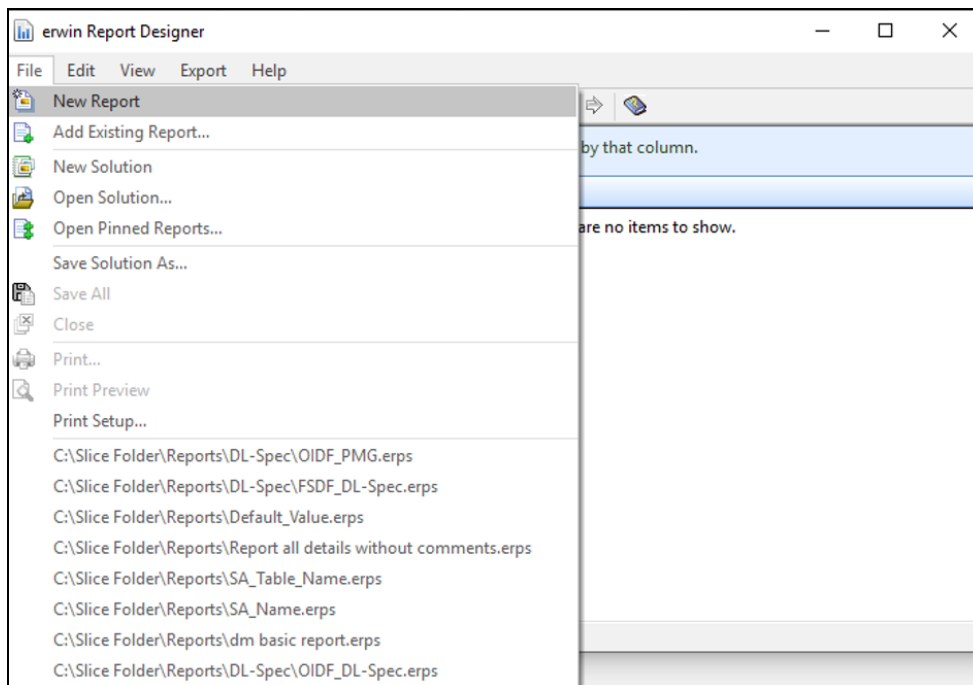 erwin Report Designer
File Edit View Export Help
New Report
Add Existing Report...
by that column.
New Solution
Open Solution...
Open Pinned Reports...
are no items to show.
Save Solution As...
Save All
Close
Print...
Print Preview
Print Setup...
C:\Slice Folder\Reports\DL-Spec\OIDF_PMG.erps
C:\Slice Folder\Reports\DL-Spec\FSDF_DL-Spec.erps
C:\Slice Folder\Reports\Default_Value.erps
C:\Slice Folder\Reports\Report all details without comments.erps
C:\Slice Folder\Reports\SA_Table_Name.erps
C:\Slice Folder\Reports\SA_Name.erps
C:\Slice Folder\Reports\dm basic report.erps
C:\Slice Folder\Reports\DL-Spec\OIDF_DL-Spec.erps